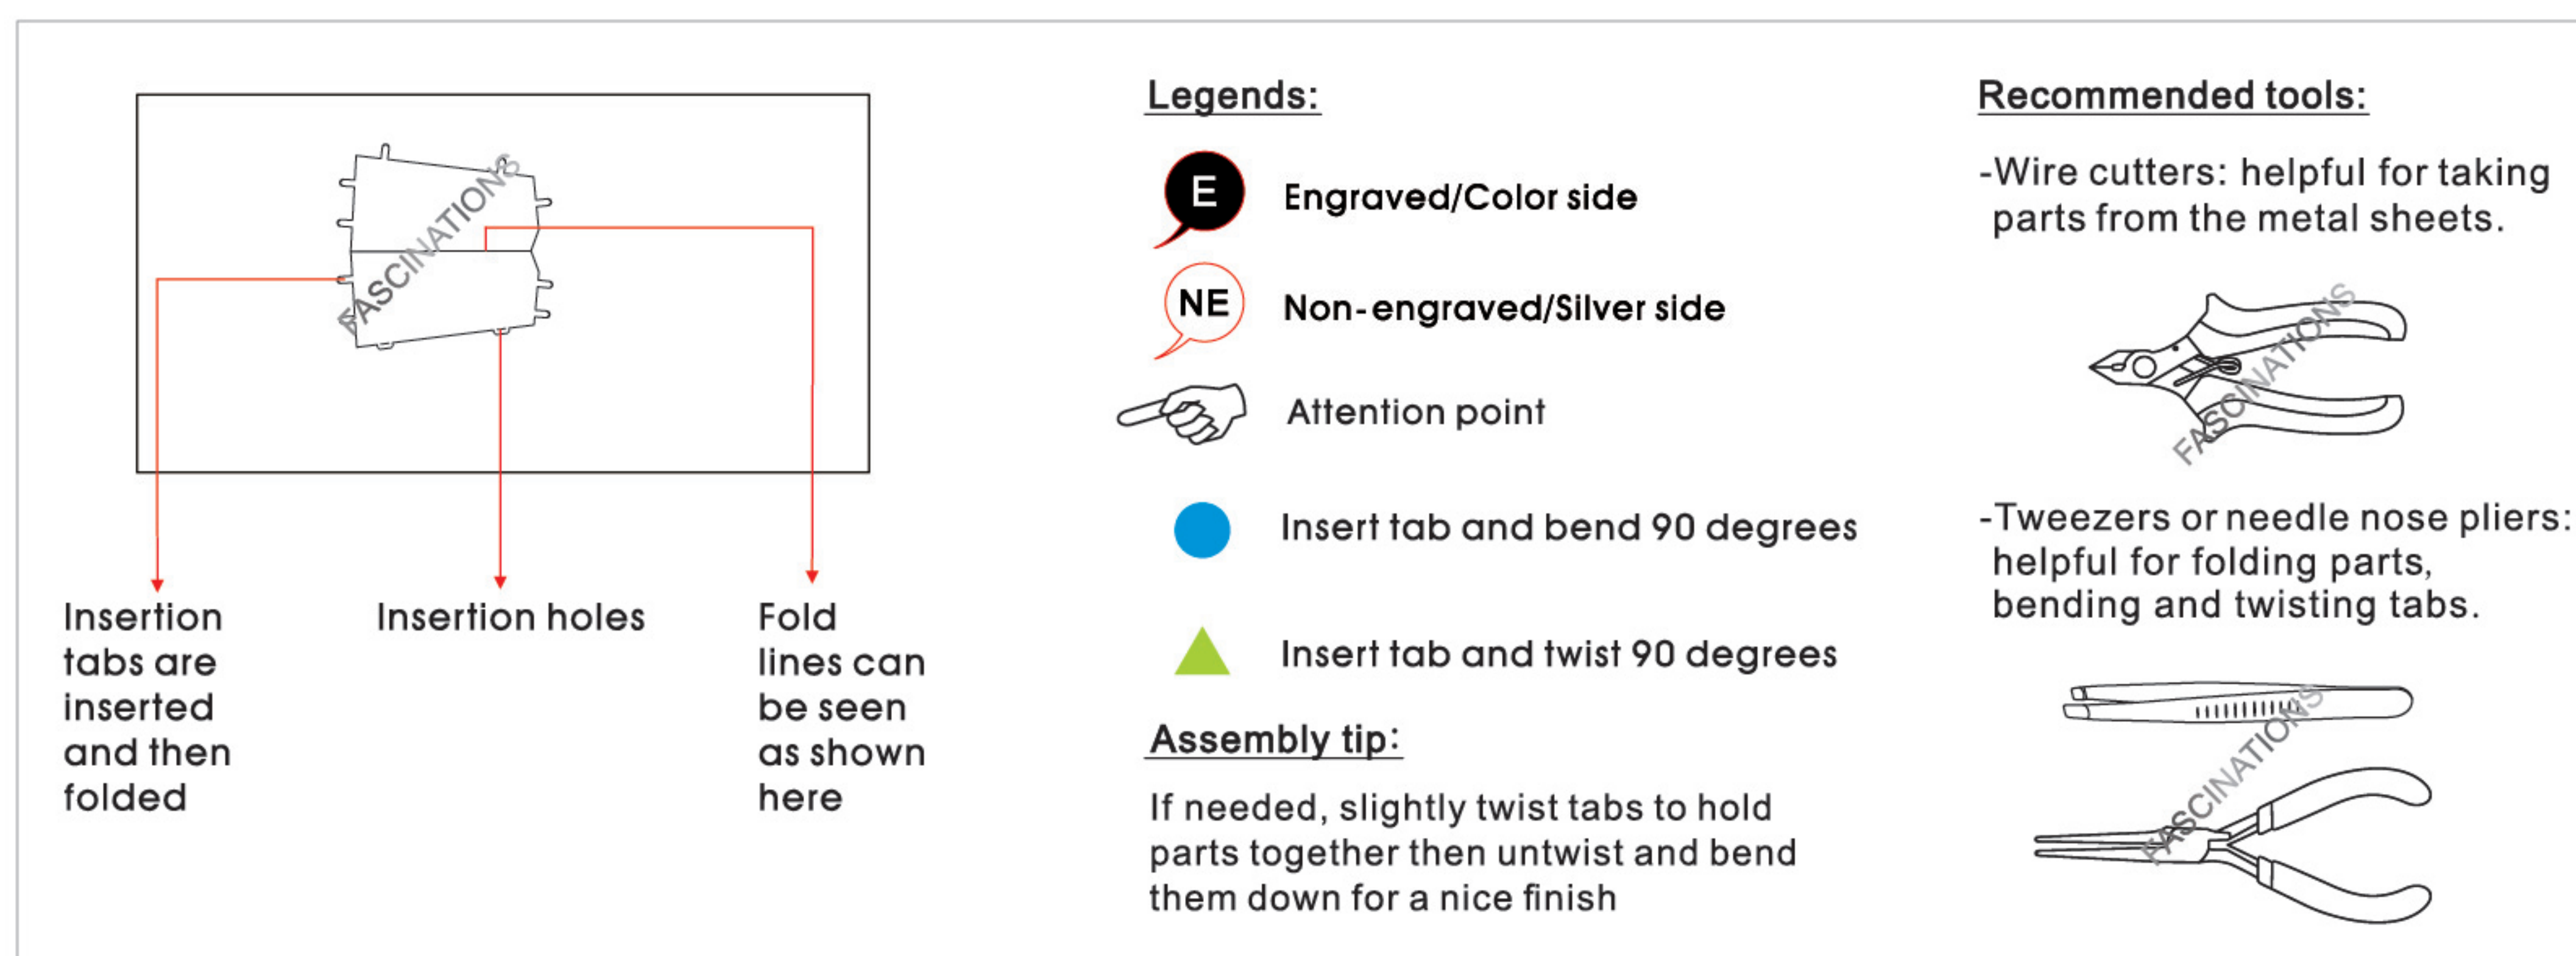 FASCINATIONS
Insertion
tabs are
inserted
and then
folded
Insertion holes
Fold
lines can
be seen
as shown
here
Legends:
E
Engraved/Color side
NE
Non-engraved/Silver side
Attention point
Insert tab and bend 90 degrees
Insert tab and twist 90 degrees
Assembly tip:
If needed, slightly twist tabs to hold
parts together then untwist and bend
them down for a nice finish
Recommended tools:
-Wire cutters: helpful for taking
parts from the metal sheets.
FASCINATIONS
-Tweezers or needle nose pliers:
helpful for folding parts,
bending and twisting tabs.
FASCINATIONS